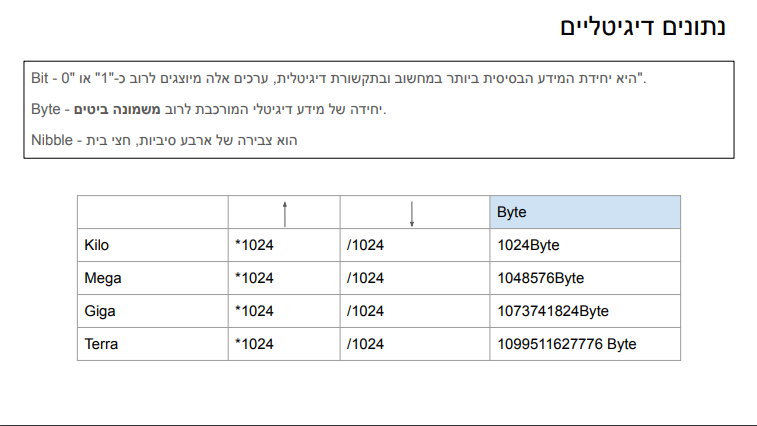 נתונים דיגיטליים
Bit - היא יחידת המידע הבסיסית ביותר במחשוב ובתקשורת דיגיטלית, ערכים אלה מיוצגים לרוב כ-"1" או "0".
Byte - יחידה של מידע דיגיטלי המורכבת לרוב משמונה ביטים.
Nibble - הוא צבירה של ארבע סיביות, חצי בית
↑ ↓ Byte
Kilo *1024 /1024 1024Byte
Mega *1024 /1024 1048576Byte
Giga *1024 /1024 1073741824Byte
Terra *1024 /1024 1099511627776 Byte